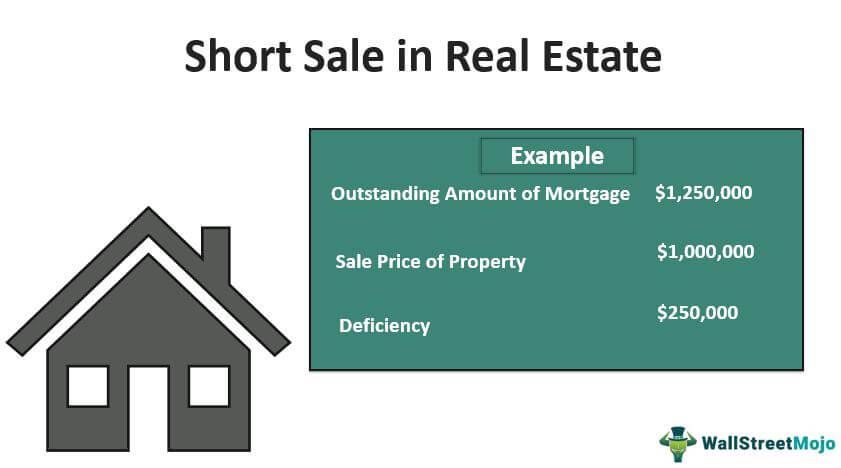 Short Sale in Real Estate
Example
Outstanding Amount of Mortgage $1,250,000
Sale Price of Property $1,000,000
Deficiency $250,000
WallStreetMojo